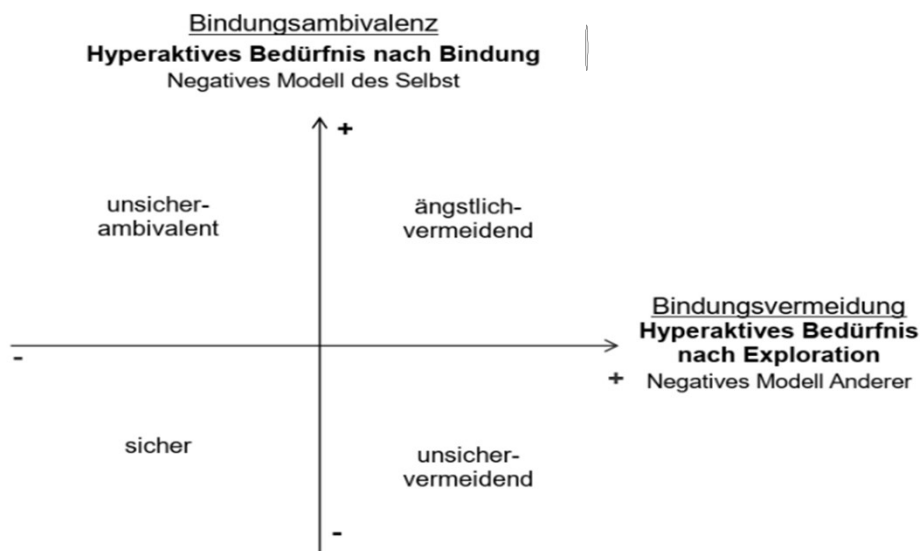 Bindungsambivalenz
Hyperaktives Bedürfnis nach Bindung
Negatives Modell des Selbst
+
unsicher-
ambivalent
ängstlich-
vermeidend
Bindungsvermeidung
Hyperaktives Bedürfnis
nach Exploration
Negatives Modell Anderer
-
+
sicher
unsicher-
vermeidend
-